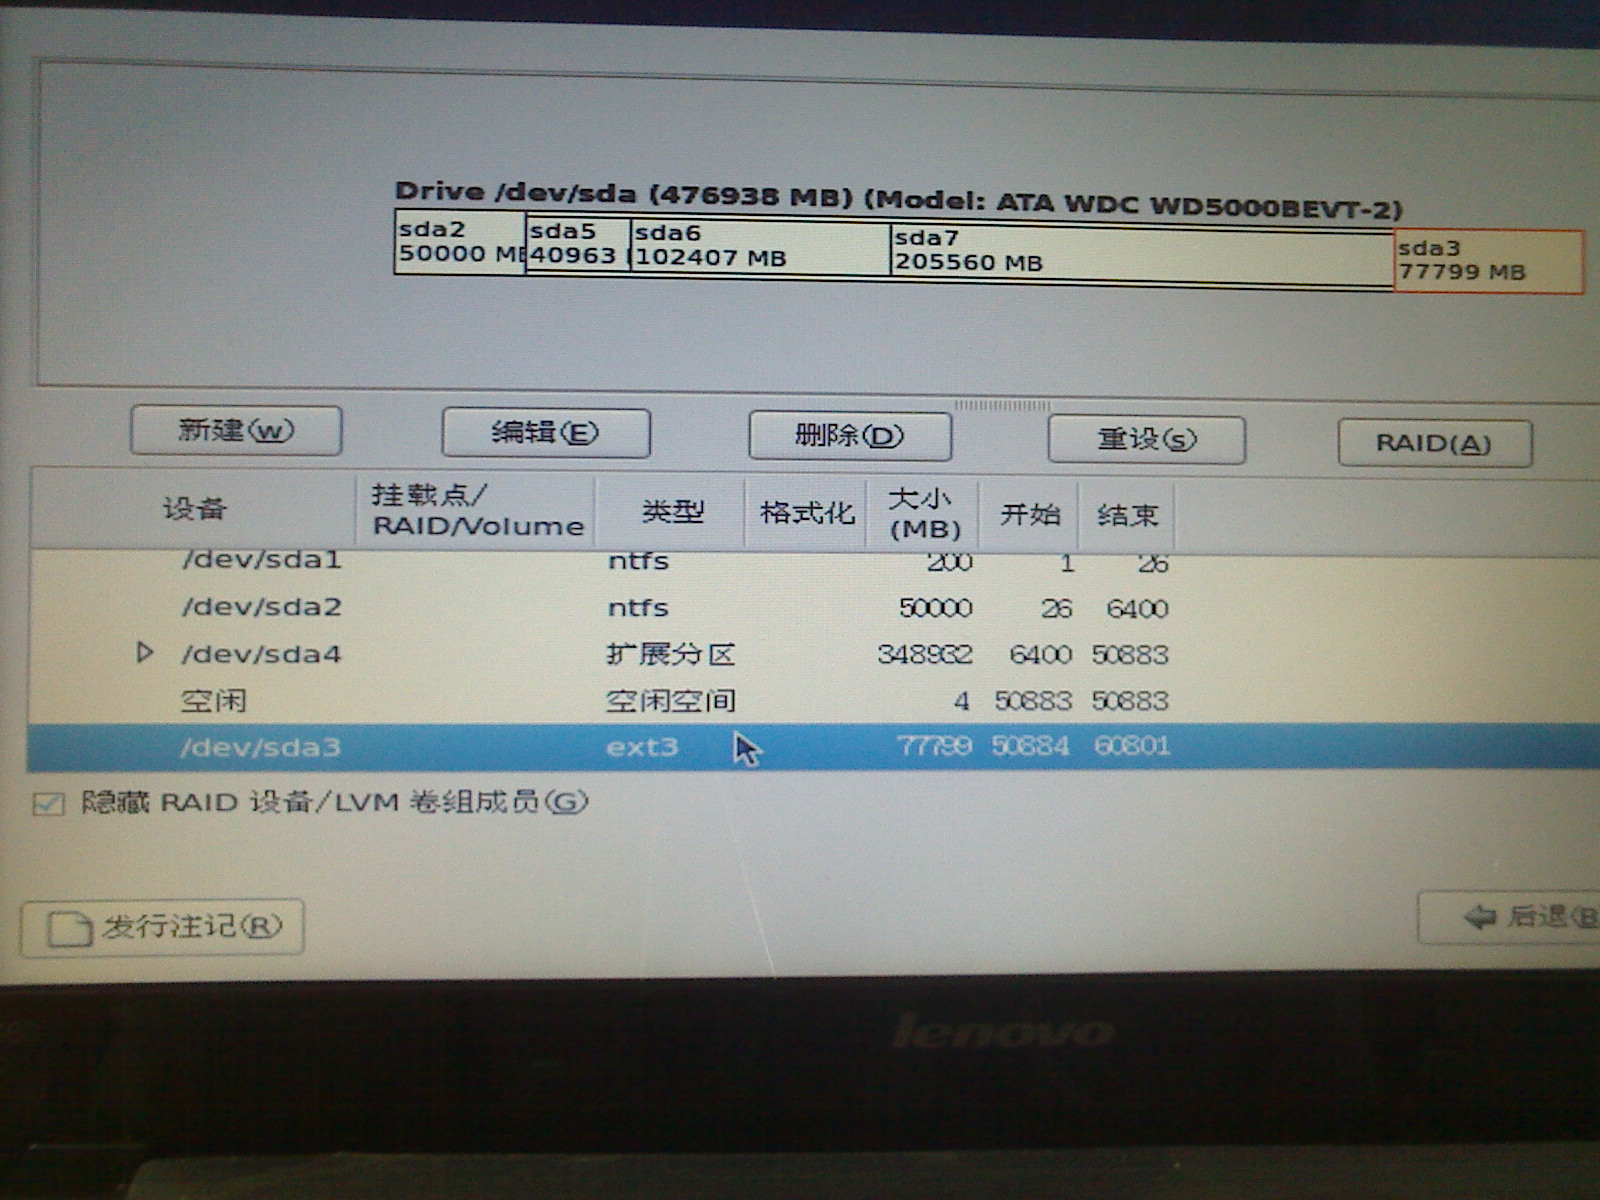 Drive /dev/sda (476938 MB) (Model: ATA WDC WD5000BEVT-2)
sda2 sda5 sda6 sda7 sda3
50000 MB 40963 102407 MB 205560 MB 77799 MB
新建(W) 编辑(E) 删除(D) 重设(S) RAID(A)
设备 挂载点/ RAID/Volume 类型 格式化 大小 (MB) 开始 结束
/dev/sda1 ntfs 200 1 26
/dev/sda2 ntfs 50000 26 6400
/dev/sda4 扩展分区 348932 6400 50883
空闲 空闲空间 4 50883 50883
/dev/sda3 ext3 77799 50884 60801
隐藏 RAID 设备/LVM 卷组成员(G)
发行注记(R) 后退(B
lenovo